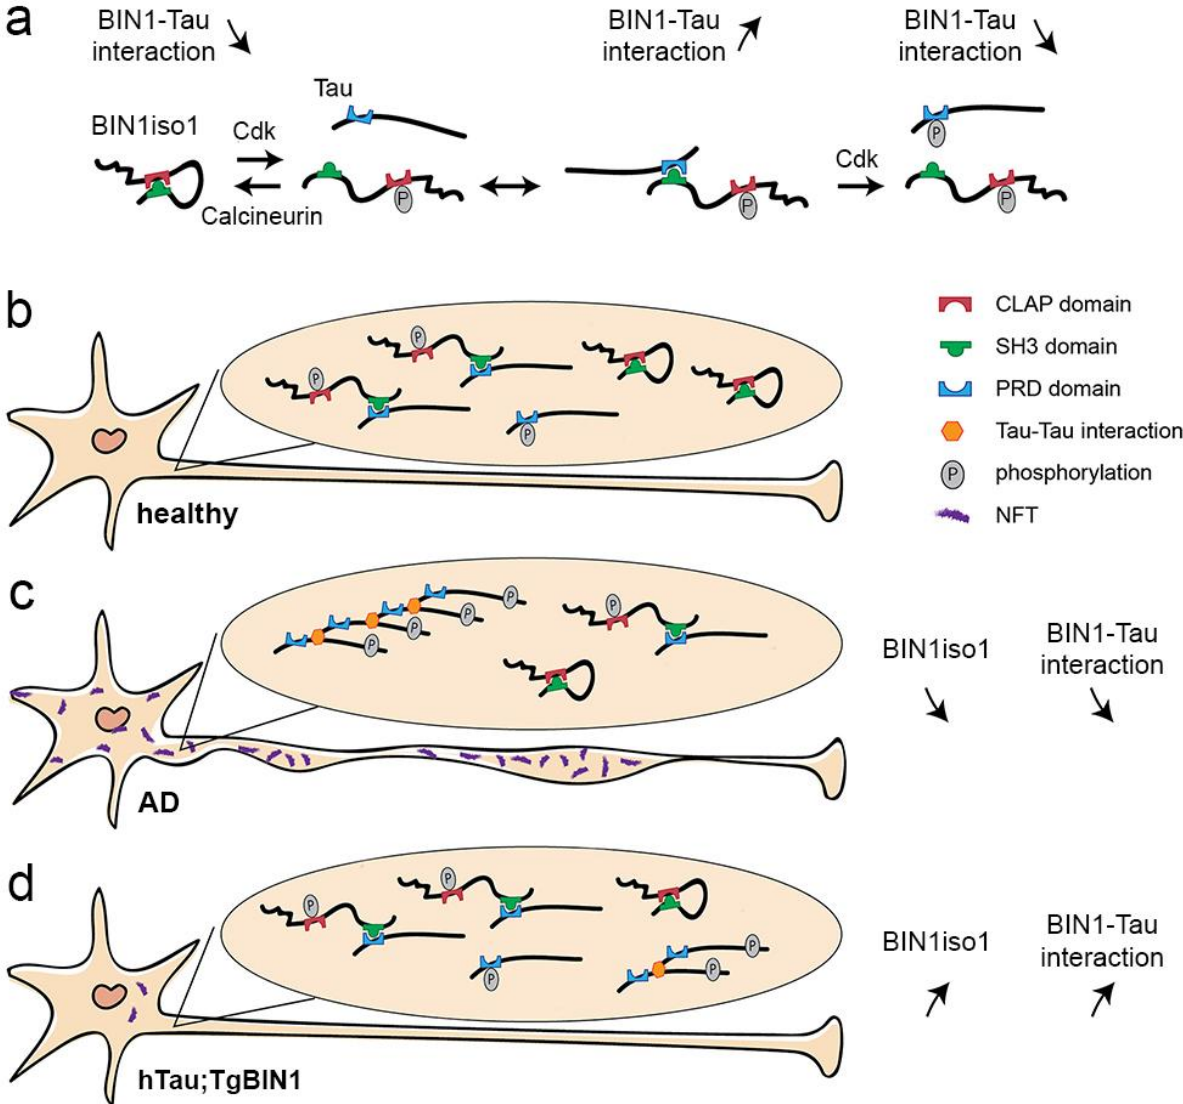 a
BIN1-Tau
interaction
BIN1-Tau
interaction
BIN1-Tau
interaction
BIN1iso1
Cdk
Calcineurin
Tau
P
P
Cdk
P
P
b
P
P
P
healthy
CLAP domain
SH3 domain
PRD domain
Tau-Tau interaction
P phosphorylation
NFT
c
P
P
P
P
P
AD
BIN1iso1
BIN1-Tau
interaction
d
P
P
P
P
P
hTau;TgBIN1
BIN1iso1
BIN1-Tau
interaction